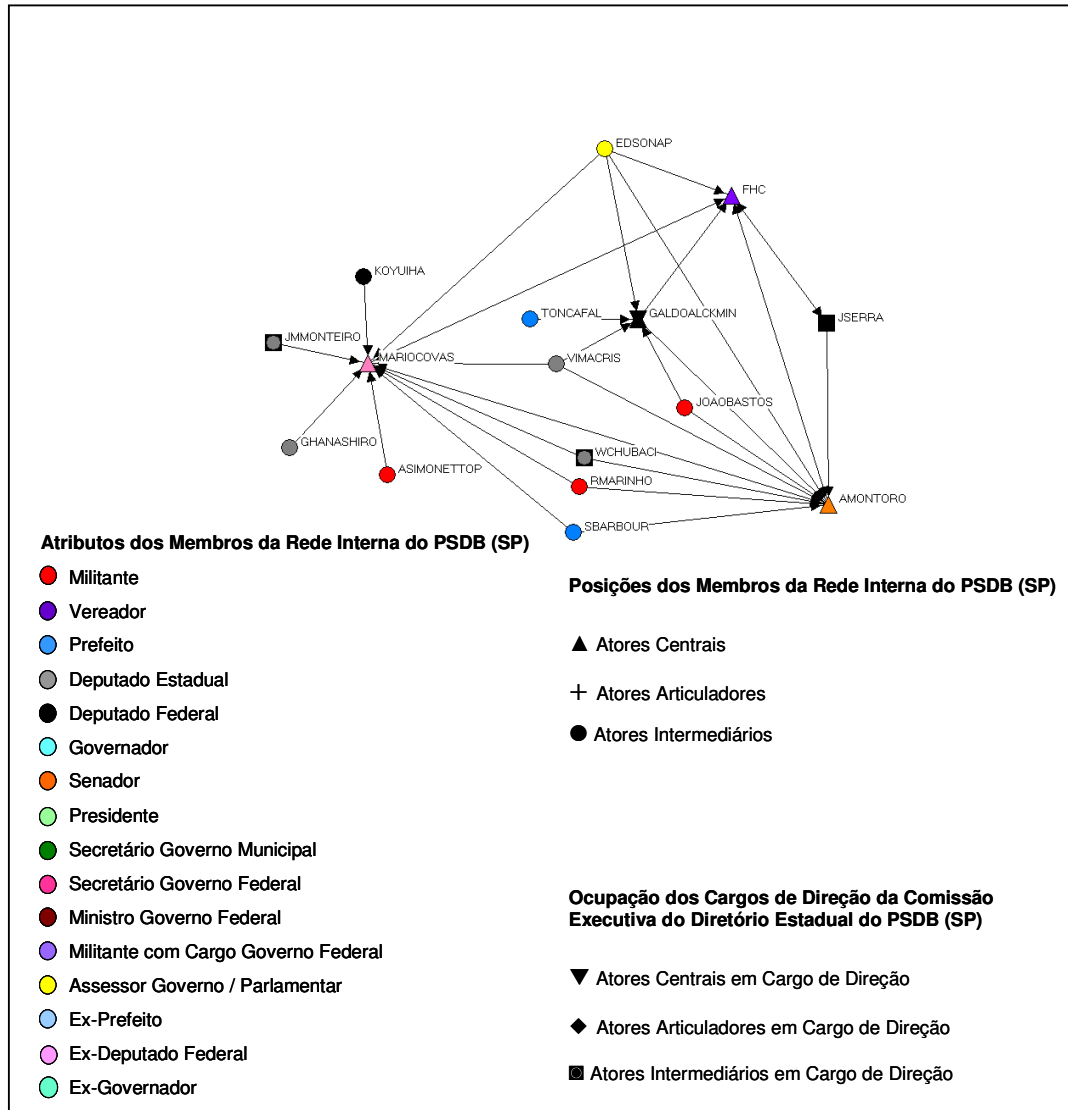 EDSONAP
FHC
KOYUIHA
TONCAFAL
GALDOALCKMIN
JSERRA
JMMONTEIRO
MARIOCOVAS
VIMACRIS
JOAOBASTOS
GHANASHIRO
WCHUBACI
ASIMONETTOP
RMARINHO
AMONTORO
SBARBOUR
Atributos dos Membros da Rede Interna do PSDB (SP)
Militante
Vereador
Prefeito
Deputado Estadual
Deputado Federal
Governador
Senador
Presidente
Secretário Governo Municipal
Secretário Governo Federal
Ministro Governo Federal
Militante com Cargo Governo Federal
Assessor Governo / Parlamentar
Ex-Prefeito
Ex-Deputado Federal
Ex-Governador
Posições dos Membros da Rede Interna do PSDB (SP)
Atores Centrais
Atores Articuladores
Atores Intermediários
Ocupação dos Cargos de Direção da Comissão
Executiva do Diretório Estadual do PSDB (SP)
Atores Centrais em Cargo de Direção
Atores Articuladores em Cargo de Direção
Atores Intermediários em Cargo de Direção